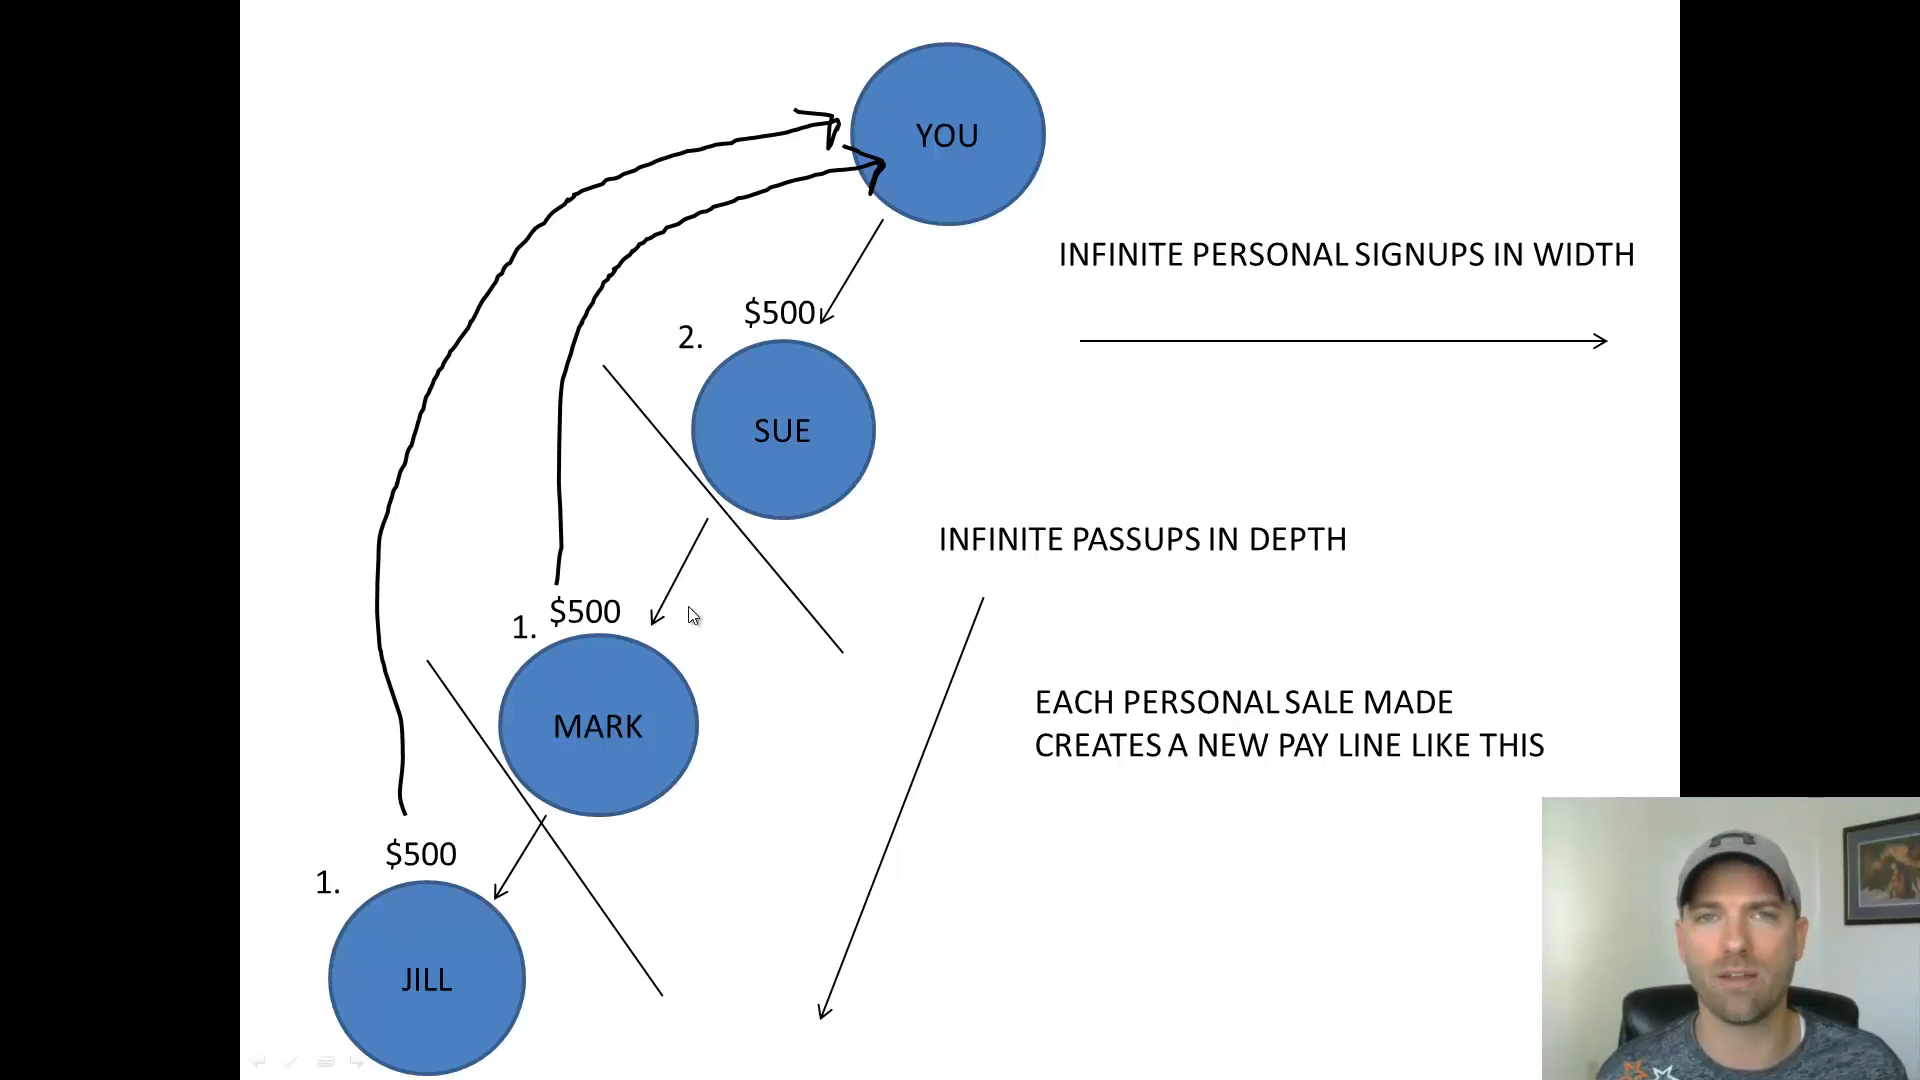 YOU
INFINITE PERSONAL SIGNUPS IN WIDTH
$500
2.
SUE
INFINITE PASSUPS IN DEPTH
$500
1.
MARK
EACH PERSONAL SALE MADE
CREATES A NEW PAY LINE LIKE THIS
$500
1.
JILL